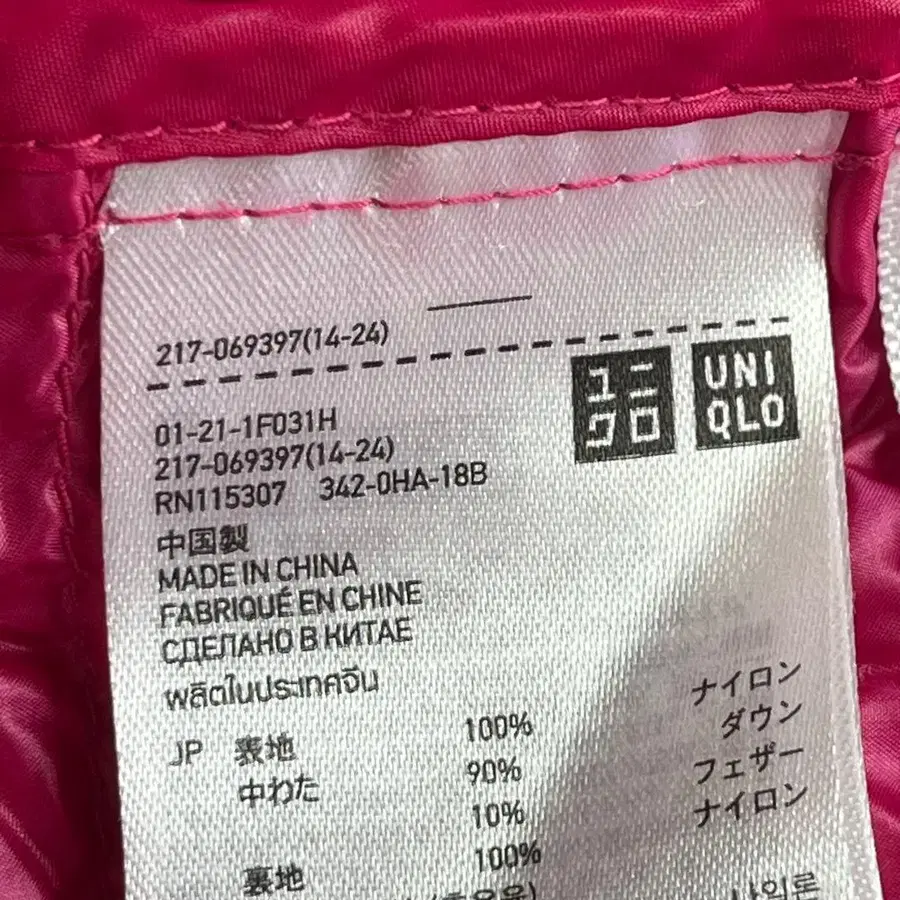 217-069397(14-24)
ユニ
クロ
UNI
QLO
01-21-1F031H
217-069397(14-24)
RN115307 342-0HA-18B
中国製
MADE IN CHINA
FABRIQUÉ EN CHINE
СДЕЛАНО В КИТАЕ
ผลิตในประเทศจีน
JP 表地 100% ナイロン
中わた 90% ダウン
10% フェザー
裏地 100% ナイロン